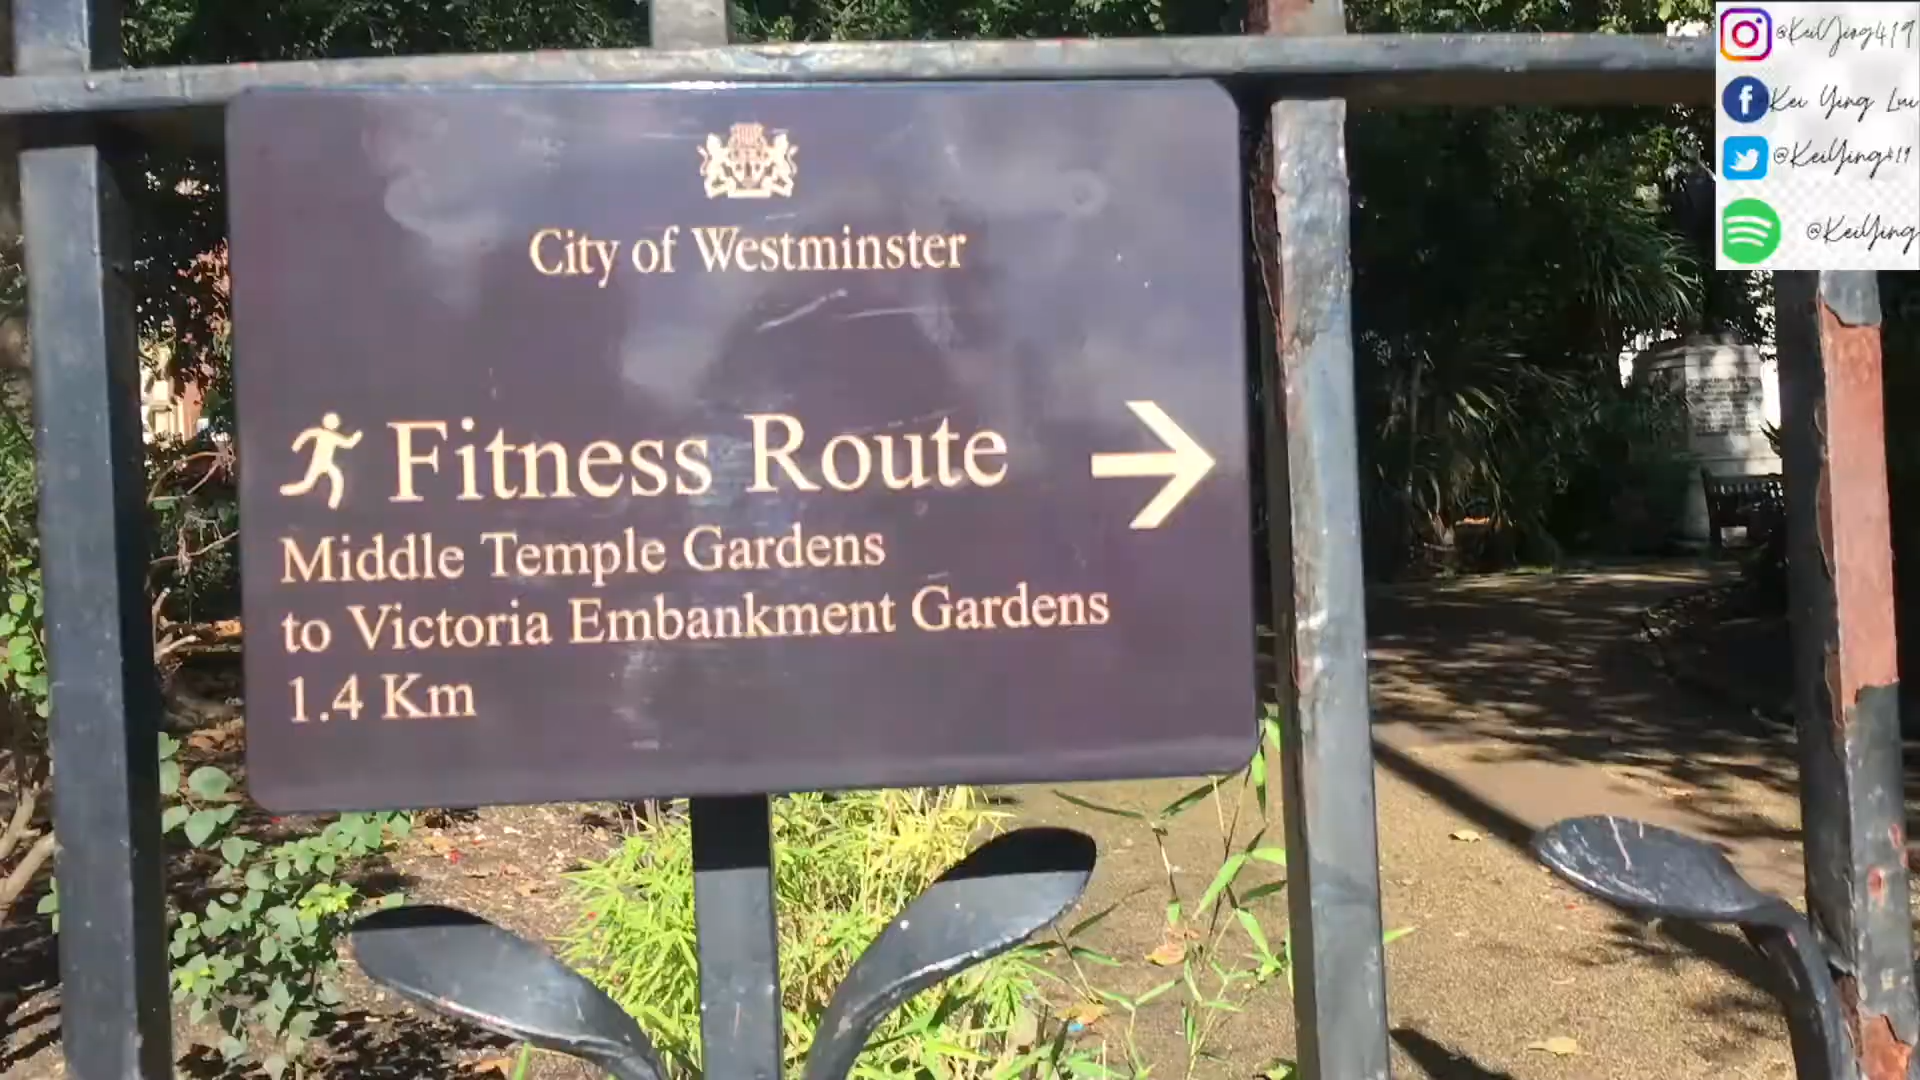 City of Westminster
Fitness Route
Middle Temple Gardens
to Victoria Embankment Gardens
1.4 Km
@KeiYing419
Kei Ying Lui
@KeiYing419
@KeiYing